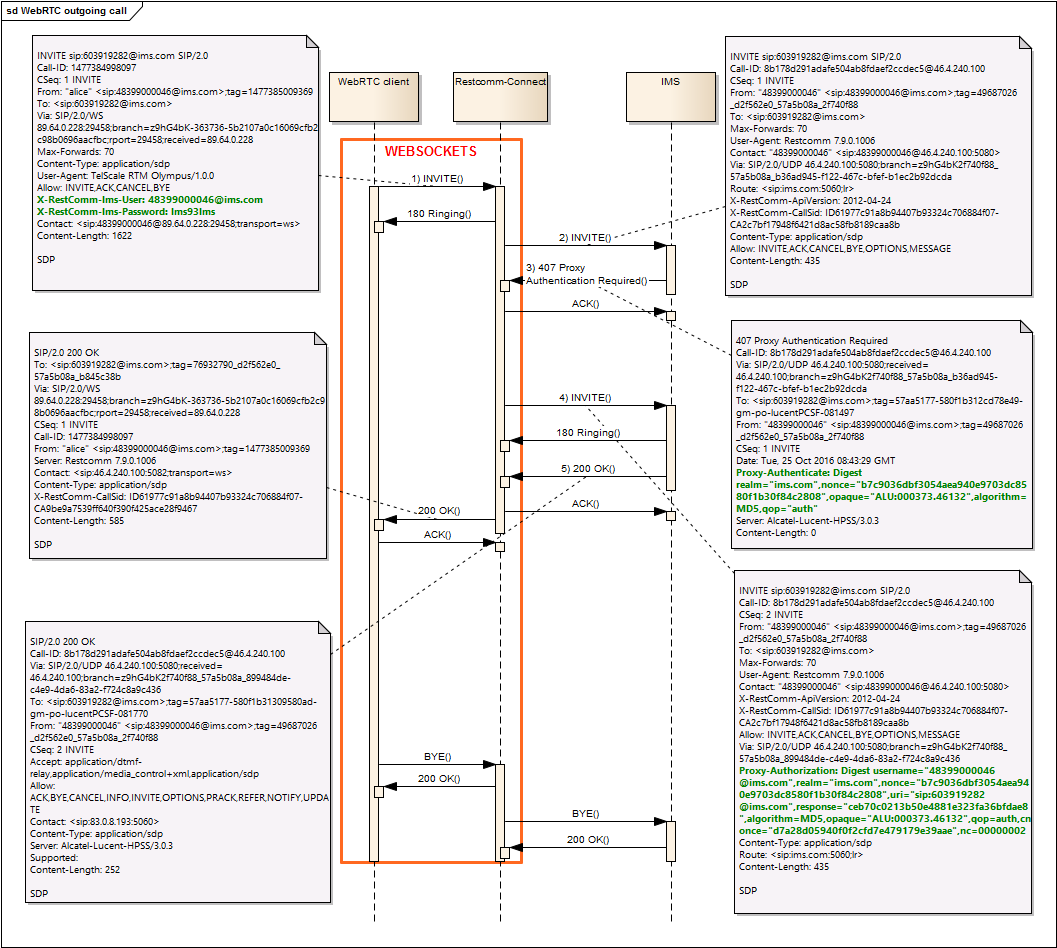 sd WebRTC outgoing call
INVITE sip:603919282@ims.com SIP/2.0
Call-ID: 1477384998097
CSeq: 1 INVITE
From: "alice" <sip:48399000046@ims.com>;tag=1477385009369
To: <sip:603919282@ims.com>
Via: SIP/2.0/WS
89.64.0.228:29458;branch=z9hG4bK-363736-5b2107a0c16069cfb2
c98b0696aacfbc;rport=29458;received=89.64.0.228
Max-Forwards: 70
Content-Type: application/sdp
User-Agent: TelScale RTM Olympus/1.0.0
Allow: INVITE,ACK,CANCEL,BYE
X-RestComm-Ims-User: 48399000046@ims.com
X-RestComm-Ims-Password: Ims93Ims
Contact: <sip:48399000046@89.64.0.228:29458;transport=ws>
Content-Length: 1622
SDP
WebRTC client
Restcomm-Connect
IMS
WEBSOCKETS
1) INVITE()
180 Ringing()
2) INVITE()
3) 407 Proxy
Authentication Required()
ACK()
4) INVITE()
180 Ringing()
5) 200 OK()
ACK()
200 OK()
ACK()
BYE()
200 OK()
BYE()
200 OK()
INVITE sip:603919282@ims.com SIP/2.0
Call-ID: 8b178d291adafe504ab8fdaef2ccdec5@46.4.240.100
CSeq: 1 INVITE
From: "48399000046" <sip:48399000046@ims.com>;tag=49687026
_d2f562e0_57a5b08a_2f740f88
To: <sip:603919282@ims.com>
Max-Forwards: 70
User-Agent: Restcomm 7.9.0.1006
Contact: "48399000046" <sip:48399000046@46.4.240.100:5080>
Via: SIP/2.0/UDP 46.4.240.100:5080;branch=z9hG4bK2f740f88_
57a5b08a_b36ad945-f122-467c-bfef-b1ec2b92dcda
Route: <sip:ims.com:5060;lr>
X-RestComm-ApiVersion: 2012-04-24
X-RestComm-CallSid: ID61977c91a8b94407b93324c706884f07-
CA2c7bf17948f6421d8ac58fb8189caa8b
Content-Type: application/sdp
Allow: INVITE,ACK,CANCEL,BYE,OPTIONS,MESSAGE
Content-Length: 435
SDP
SIP/2.0 200 OK
To: <sip:603919282@ims.com>;tag=76932790_d2f562e0_
57a5b08a_b845c38b
Via: SIP/2.0/WS
89.64.0.228:29458;branch=z9hG4bK-363736-5b2107a0c16069cfb2c9
8b0696aacfbc;rport=29458;received=89.64.0.228
CSeq: 1 INVITE
Call-ID: 1477384998097
From: "alice" <sip:48399000046@ims.com>;tag=1477385009369
Server: Restcomm 7.9.0.1006
Contact: <sip:46.4.240.100:5082;transport=ws>
Content-Type: application/sdp
X-RestComm-CallSid: ID61977c91a8b94407b93324c706884f07-
CA9be9a7539ff640f390f425ace28f9467
Content-Length: 585
SDP
407 Proxy Authentication Required
Call-ID: 8b178d291adafe504ab8fdaef2ccdec5@46.4.240.100
Via: SIP/2.0/UDP 46.4.240.100:5080;received=
46.4.240.100;branch=z9hG4bK2f740f88_57a5b08a_b36ad945-
f122-467c-bfef-b1ec2b92dcda
To: <sip:603919282@ims.com>;tag=57aa5177-580f1b312cd78e49-
gm-po-lucentPCSF-081497
From: "48399000046" <sip:48399000046@ims.com>;tag=49687026
_d2f562e0_57a5b08a_2f740f88
CSeq: 1 INVITE
Date: Tue, 25 Oct 2016 08:43:29 GMT
Proxy-Authenticate: Digest
realm="ims.com",nonce="b7c9036dbf3054aea940e9703dc85
80f1b30f84c2808",opaque="ALU:000373.46132",algorithm=
MD5,qop="auth"
Server: Alcatel-Lucent-HPSS/3.0.3
Content-Length: 0
SIP/2.0 200 OK
Call-ID: 8b178d291adafe504ab8fdaef2ccdec5@46.4.240.100
Via: SIP/2.0/UDP 46.4.240.100:5080;received=
46.4.240.100;branch=z9hG4bK2f740f88_57a5b08a_899484de-
c4e9-4da6-83a2-f724c8a9c436
To: <sip:603919282@ims.com>;tag=57aa5177-580f1b31309580ad-
gm-po-lucentPCSF-081770
From: "48399000046" <sip:48399000046@ims.com>;tag=49687026
_d2f562e0_57a5b08a_2f740f88
CSeq: 2 INVITE
Accept: application/dtmf-
relay,application/media_control+xml,application/sdp
Allow:
ACK,BYE,CANCEL,INFO,INVITE,OPTIONS,PRACK,REFER,NOTIFY,UPDA
TE
Contact: <sip:83.0.8.193:5060>
Content-Type: application/sdp
Server: Alcatel-Lucent-HPSS/3.0.3
Supported:
Content-Length: 252
SDP
INVITE sip:603919282@ims.com SIP/2.0
Call-ID: 8b178d291adafe504ab8fdaef2ccdec5@46.4.240.100
CSeq: 2 INVITE
From: "48399000046" <sip:48399000046@ims.com>;tag=49687026
_d2f562e0_57a5b08a_2f740f88
To: <sip:603919282@ims.com>
Max-Forwards: 70
User-Agent: Restcomm 7.9.0.1006
Contact: "48399000046" <sip:48399000046@46.4.240.100:5080>
X-RestComm-ApiVersion: 2012-04-24
X-RestComm-CallSid: ID61977c91a8b94407b93324c706884f07-
CA2c7bf17948f6421d8ac58fb8189caa8b
Allow: INVITE,ACK,CANCEL,BYE,OPTIONS,MESSAGE
Via: SIP/2.0/UDP 46.4.240.100:5080;branch=z9hG4bK2f740f88_
57a5b08a_899484de-c4e9-4da6-83a2-f724c8a9c436
Proxy-Authorization: Digest username="48399000046
@ims.com",realm="ims.com",nonce="b7c9036dbf3054aea94
0e9703dc8580f1b30f84c2808",uri="sip:603919282
@ims.com",response="ceb70c0213b50e4881e323fa36bfdae8"
,algorithm=MD5,opaque="ALU:000373.46132",qop=auth,cn
once="d7a28d05940f0f2cfd7e479179e39aae",nc=00000002
Content-Type: application/sdp
Route: <sip:ims.com:5060;lr>
Content-Length: 435
SDP